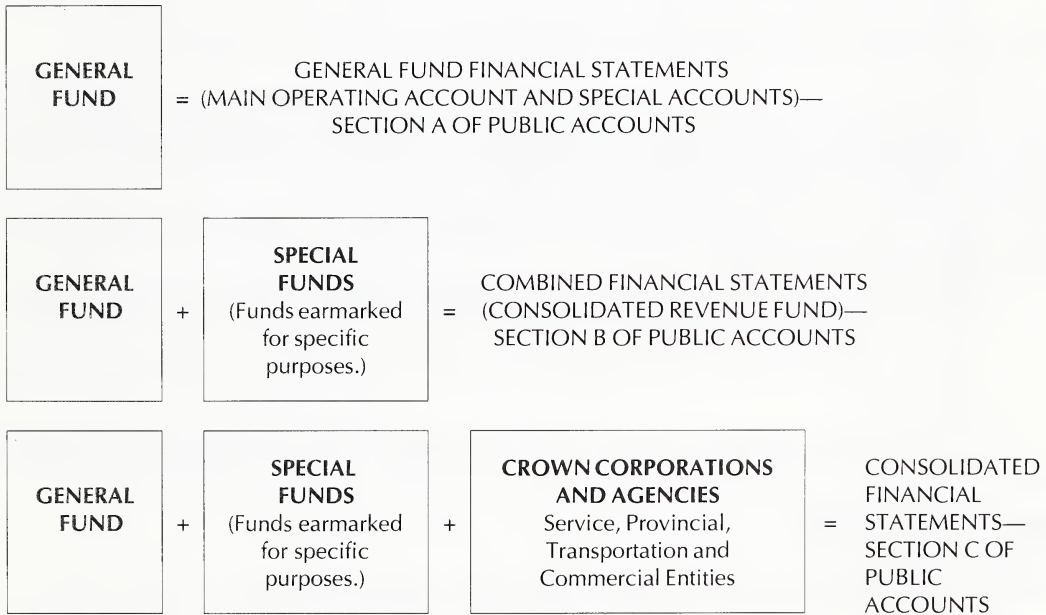 GENERAL
FUND
=
GENERAL FUND FINANCIAL STATEMENTS
(MAIN OPERATING ACCOUNT AND SPECIAL ACCOUNTS)—
SECTION A OF PUBLIC ACCOUNTS
GENERAL
FUND
+
SPECIAL
FUNDS
(Funds earmarked
for specific
purposes.)
=
COMBINED FINANCIAL STATEMENTS
(CONSOLIDATED REVENUE FUND)—
SECTION B OF PUBLIC ACCOUNTS
GENERAL
FUND
+
SPECIAL
FUNDS
(Funds earmarked
for specific
purposes.)
+
CROWN CORPORATIONS
AND AGENCIES
Service, Provincial,
Transportation and
Commercial Entities
=
CONSOLIDATED
FINANCIAL
STATEMENTS—
SECTION C OF
PUBLIC
ACCOUNTS